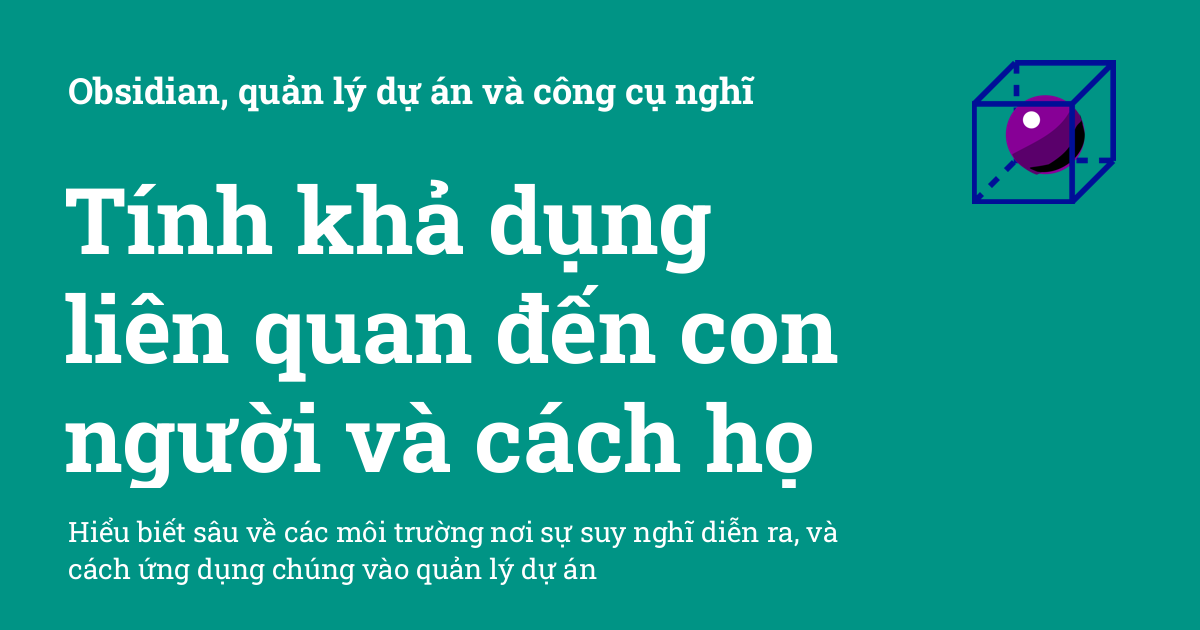 Obsidian, quản lý dự án và công cụ nghĩ
Tính khả dụng
liên quan đến con
người và cách họ
Hiểu biết sâu về các môi trường nơi sự suy nghĩ diễn ra, và
cách ứng dụng chúng vào quản lý dự án